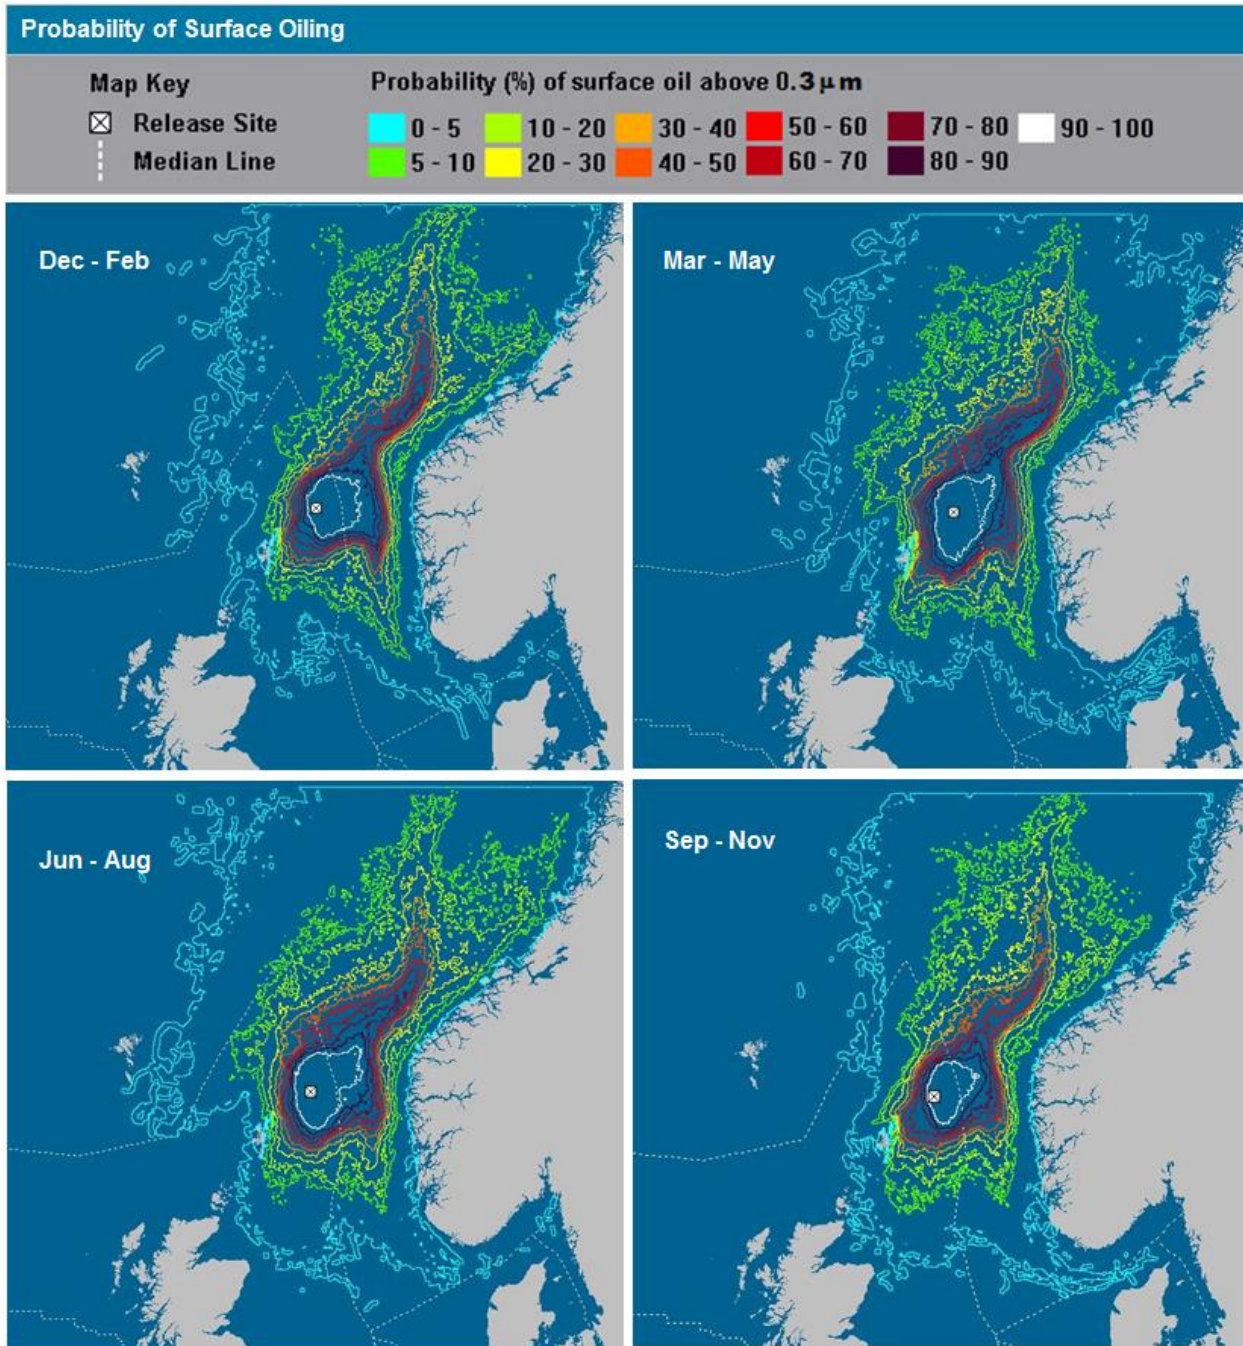 Probability of Surface Oiling
Map Key
Probability (%) of surface oil above 0.3 μm
Release Site
0 - 5 10 - 20 30 - 40 50 - 60 70 - 80 90 - 100
Median Line
5 - 10 20 - 30 40 - 50 60 - 70 80 - 90
Dec - Feb
Mar - May
Jun - Aug
Sep - Nov